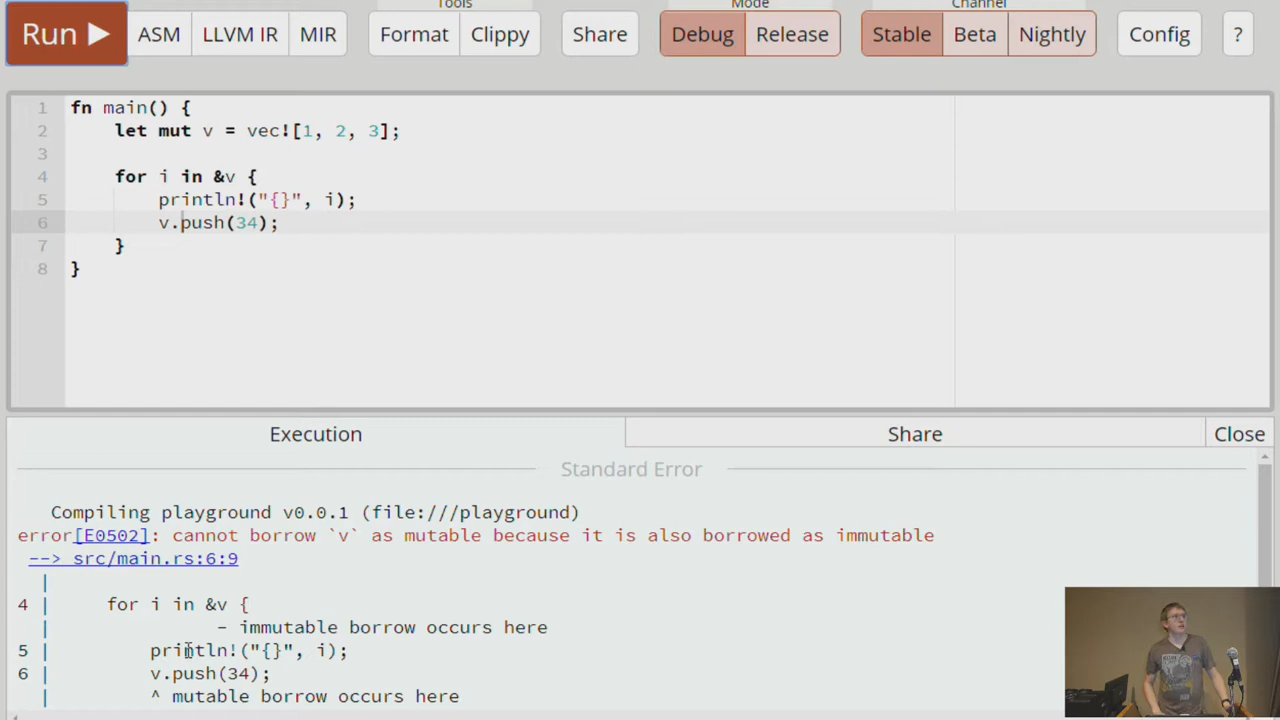 Tools
Mode
Channel
Run ▶
ASM
LLVM IR
MIR
Format
Clippy
Share
Debug
Release
Stable
Beta
Nightly
Config
?
1 fn main() {
2     let mut v = vec![1, 2, 3];
3
4     for i in &v {
5         println!("{}", i);
6         v.push(34);
7     }
8 }
Execution
Share
Close
Standard Error
Compiling playground v0.0.1 (file:///playground)
error[E0502]: cannot borrow `v` as mutable because it is also borrowed as immutable
--> src/main.rs:6:9
|
4 |     for i in &v {
|               - immutable borrow occurs here
5 |         println!("{}", i);
6 |         v.push(34);
|         ^ mutable borrow occurs here